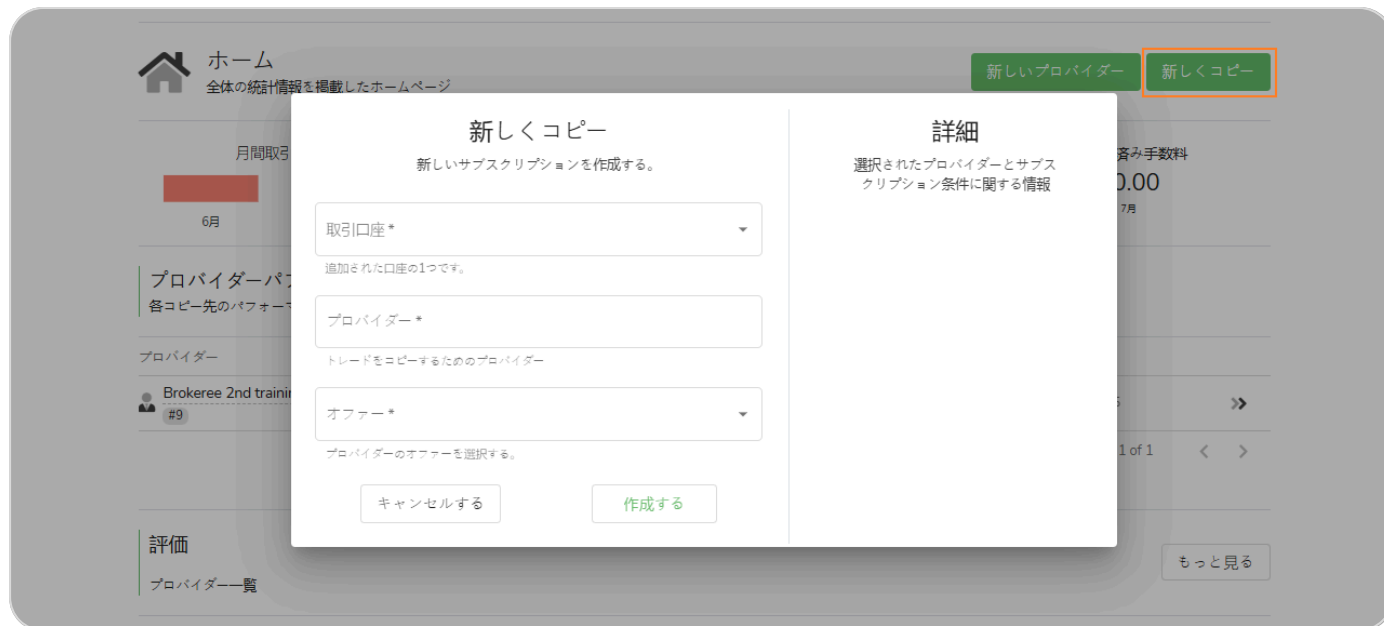 ホーム
全体の統計情報を掲載したホームページ
新しいプロバイダー
新しくコピー
月間取引
6月
済み手数料
0.00
7月
プロバイダーパフ
各コピー先のパフォーマ
プロバイダー
Brokeree 2nd trainin
#9
1 of 1
評価
プロバイダー一覧
もっと見る
新しくコピー
新しいサブスクリプションを作成する。
取引口座*
追加された口座の1つです。
プロバイダー*
トレードをコピーするためのプロバイダー
オファー*
プロバイダーのオファーを選択する。
キャンセルする
作成する
詳細
選択されたプロバイダーとサブス
クリプション条件に関する情報